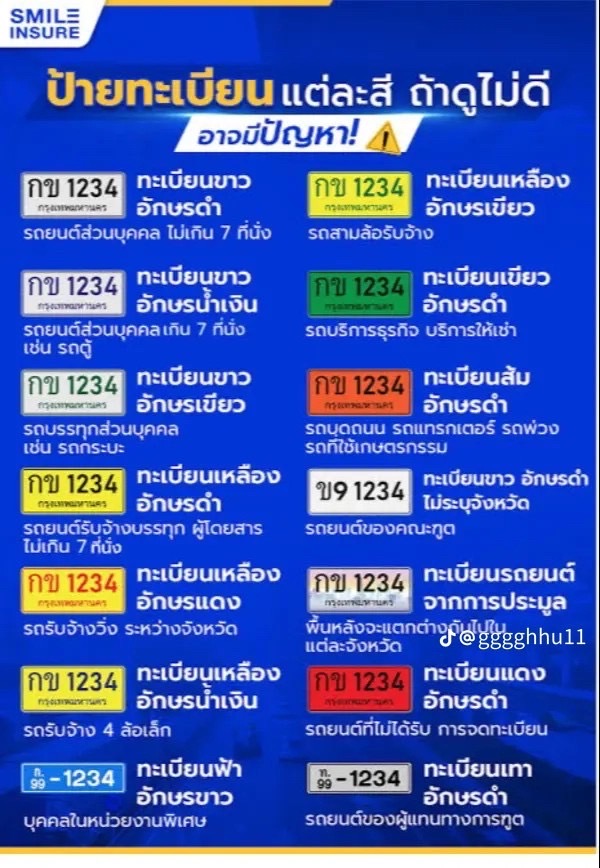 SMILE
INSURE
ป้ายทะเบียน แต่ละสี ถ้าดูไม่ดี
อาจมีปัญหา!
กข 1234
กรุงเทพมหานคร
ทะเบียนขาว
อักษรดำ
รถยนต์ส่วนบุคคล ไม่เกิน 7 ที่นั่ง
กข 1234
กรุงเทพมหานคร
ทะเบียนเหลือง
อักษรเขียว
รถสามล้อรับจ้าง
กข 1234
กรุงเทพมหานคร
ทะเบียนขาว
อักษรน้ำเงิน
รถยนต์ส่วนบุคคล เกิน 7 ที่นั่ง
เช่น รถตู้
กข 1234
กรุงเทพมหานคร
ทะเบียนเขียว
อักษรดำ
รถบริการธุรกิจ บริการให้เช่า
กข 1234
กรุงเทพมหานคร
ทะเบียนขาว
อักษรเขียว
รถบรรทุกส่วนบุคคล
เช่น รถกระบะ
กข 1234
กรุงเทพมหานคร
ทะเบียนส้ม
อักษรดำ
รถบดถนน รถแทรกเตอร์ รถพ่วง
รถที่ใช้เกษตรกรรม
กข 1234
กรุงเทพมหานคร
ทะเบียนเหลือง
อักษรดำ
รถยนต์รับจ้างบรรทุก ผู้โดยสาร
ไม่เกิน 7 ที่นั่ง
ข9 1234
ทะเบียนขาว อักษรดำ
ไม่ระบุจังหวัด
รถยนต์ของคณะฑูต
กข 1234
กรุงเทพมหานคร
ทะเบียนเหลือง
อักษรแดง
รถรับจ้างวิ่ง ระหว่างจังหวัด
กข 1234
กรุงเทพมหานคร
ทะเบียนรถยนต์
จากการประมูล
พื้นหลังจะแตกต่างกันไปใน
แต่ละจังหวัด
@gggghhu11
กข 1234
กรุงเทพมหานคร
ทะเบียนเหลือง
อักษรน้ำเงิน
รถรับจ้าง 4 ล้อเล็ก
กข 1234
กรุงเทพมหานคร
ทะเบียนแดง
อักษรดำ
รถยนต์ที่ไม่ได้รับ การจดทะเบียน
ก.
99 -1234
ทะเบียนฟ้า
อักษรขาว
บุคคลในหน่วยงานพิเศษ
ท.
99 -1234
ทะเบียนเทา
อักษรดำ
รถยนต์ของผู้แทนทางการฑูต